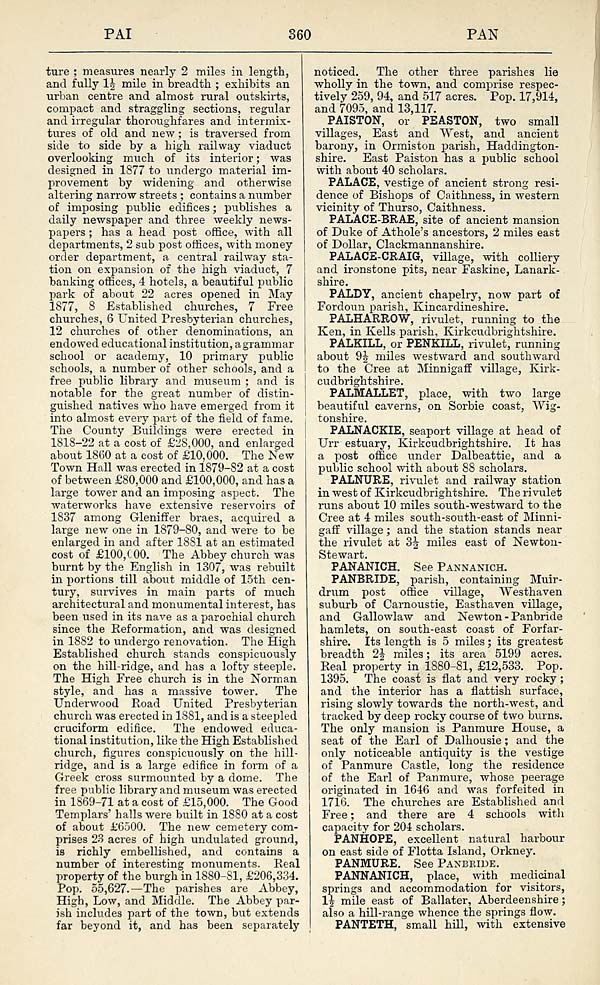 PAI 360 PAN
ture ; measures nearly 2 miles in length,
and fully 1½ mile in breadth ; exhibits an
urban centre and almost rural outskirts,
compact and straggling sections, regular
and irregular thoroughfares and intermix-
tures of old and new ; is traversed from
side to side by a high railway viaduct
overlooking much of its interior ; was
designed in 1877 to undergo material im-
provement by widening and otherwise
altering narrow streets ; contains a number
of imposing public edifices ; publishes a
daily newspaper and three weekly news-
papers ; has a head post office, with all
departments, 2 sub post offices, with money
order department, a central railway sta-
tion on expansion of the high viaduct, 7
banking offices, 4 hotels, a beautiful public
park of about 22 acres opened in May
1877, 8 Established churches, 7 Free
churches, 6 United Presbyterian churches,
12 churches of other denominations, an
endowed educational institution, a grammar
school or academy, 10 primary public
schools, a number of other schools, and a
free public library and museum ; and is
notable for the great number of distin-
guished natives who have emerged from it
into almost every part of the field of fame.
The County Buildings were erected in
1818-22 at a cost of £28,000, and enlarged
about 1860 at a cost of £10,000. The New
Town Hall was erected in 1879-82 at a cost
of between £80,000 and £100,000, and has a
large tower and an imposing aspect. The
waterworks have extensive reservoirs of
1837 among Gleniffer braes, acquired a
large new one in 1879-80, and were to be
enlarged in and after 1881 at an estimated
cost of £100,000. The Abbey church was
burnt by the English in 1307, was rebuilt
in portions till about middle of 15th cen-
tury, survives in main parts of much
architectural and monumental interest, has
been used in its nave as a parochial church
since the Reformation, and was designed
in 1882 to undergo renovation. The High
Established church stands conspicuously
on the hill-ridge, and has a lofty steeple.
The High Free church is in the Norman
style, and has a massive tower. The
Underwood Road United Presbyterian
church was erected in 1881, and is a steepled
cruciform edifice. The endowed educa-
tional institution, like the High Established
church, figures conspicuously on the hill-
ridge, and is a large edifice in form of a
Greek cross surmounted by a dome. The
free public library and museum was erected
in 1869-71 at a cost of £15,000. The Good
Templars' halls were built in 1880 at a cost
of about £6500. The new cemetery com-
prises 23 acres of high undulated ground,
is richly embellished, and contains a
number of interesting monuments. Real
property of the burgh in 1880-81, £206,334.
Pop. 55,627.—The parishes are Abbey,
High, Low, and Middle. The Abbey par-
ish includes part of the town, but extends
far beyond it, and has been separately
noticed. The other three parishes lie
wholly in the town, and comprise respec-
tively 259, 94, and 517 acres. Pop. 17,914,
and 7095, and 13,117.
PAISTON, or PEASTON, two small
villages, East and West, and ancient
barony, in Ormiston parish, Haddington-
shire. East Paiston has a public school
with about 40 scholars.
PALACE, vestige of ancient strong resi-
dence of Bishops of Caithness, in western
vicinity of Thurso, Caithness.
PALACE-BRAE, site of ancient mansion
of Duke of Athole's ancestors, 2 miles east
of Dollar, Clackmannanshire.
PALACE-CRAIG, village, with colliery
and ironstone pits, near Faskine, Lanark-
shire.
PALDY, ancient chapelry, now part of
Fordoun parish, Kincardineshire.
PALHARROW, rivulet, running to the
Ken, in Kells parish, Kirkcudbrightshire.
PALKILL, or PENKILL, rivulet, running
about 9½ miles westward and southward
to the Cree at Minnigaff village, Kirk-
cudbrightshire.
PALMALLET, place, with two large
beautiful caverns, on Sorbie coast, Wig-
tonshire.
PALNACKIE, seaport village at head of
Urr estuary, Kirkcudbrightshire. It has
a post office under Dalbeattie, and a
public school with about 88 scholars.
PALNURE, rivulet and railway station
in west of Kirkcudbrightshire. The rivulet
runs about 10 miles south-westward to the
Cree at 4 miles south-south-east of Minni-
gaff village ; and the station stands near
the rivulet at 3½ miles east of Newton-
Stewart.
PANANICH. See PANNANICH.
PANBRIDE, parish, containing Muir-
drum post office village, Westhaven
suburb of Carnoustie, Easthaven village,
and Gallowlaw and Newton-Panbride
hamlets, on south-east coast of Forfar-
shire. Its length is 5 miles ; its greatest
breadth 2½ miles ; its area 5199 acres.
Real property in 1880-81, £12,533. Pop.
1395. The coast is flat and very rocky ;
and the interior has a flattish surface,
rising slowly towards the north-west, and
tracked by deep rocky course of two burns.
The only mansion is Panmure House, a
seat of the Earl of Dalhousie ; and the
only noticeable antiquity is the vestige
of Panmure Castle, long the residence
of the Earl of Panmure, whose peerage
originated in 1646 and was forfeited in
1716. The churches are Established and
Free ; and there are 4 schools with
capacity for 204 scholars.
PANHOPE, excellent natural harbour
on east side of Flotta Island, Orkney.
PANMURE. See PANBRIDE.
PANNANICH, place, with medicinal
springs and accommodation for visitors,
1½ mile east of Ballater, Aberdeenshire ;
also a hill-range whence the springs flow.
PANTETH, small hill, with extensive